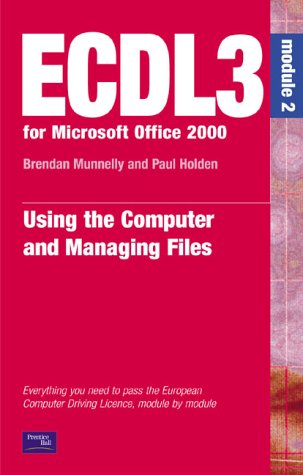 ECDL3
module 2
for Microsoft Office 2000
Brendan Munnelly and Paul Holden
Using the Computer
and Managing Files
Everything you need to pass the European
Computer Driving Licence, module by module
Prentice
Hall